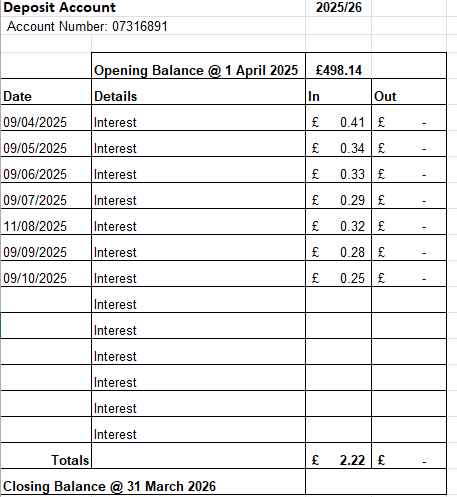 Deposit Account 2025/26
Account Number: 07316891
Opening Balance @ 1 April 2025 £498.14
Date Details In Out
09/04/2025 Interest £ 0.41 £ -
09/05/2025 Interest £ 0.34 £ -
09/06/2025 Interest £ 0.33 £ -
09/07/2025 Interest £ 0.29 £ -
11/08/2025 Interest £ 0.32 £ -
09/09/2025 Interest £ 0.28 £ -
09/10/2025 Interest £ 0.25 £ -
Interest
Interest
Interest
Interest
Interest
Interest
Totals £ 2.22 £ -
Closing Balance @ 31 March 2026